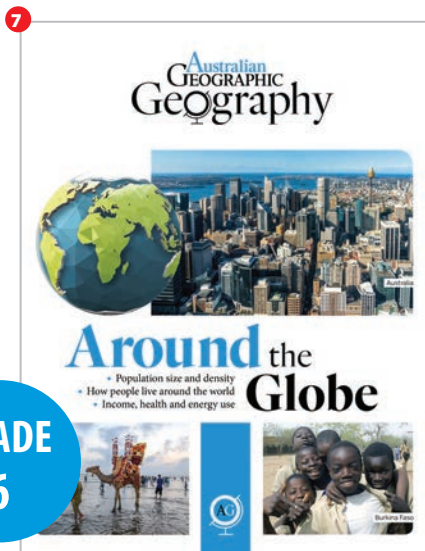 7
Australian
GEOGRAPHIC
Geography
Australia
Around the
Globe
• Population size and density
• How people live around the world
• Income, health and energy use
ADE
6
AG
Burkina Faso